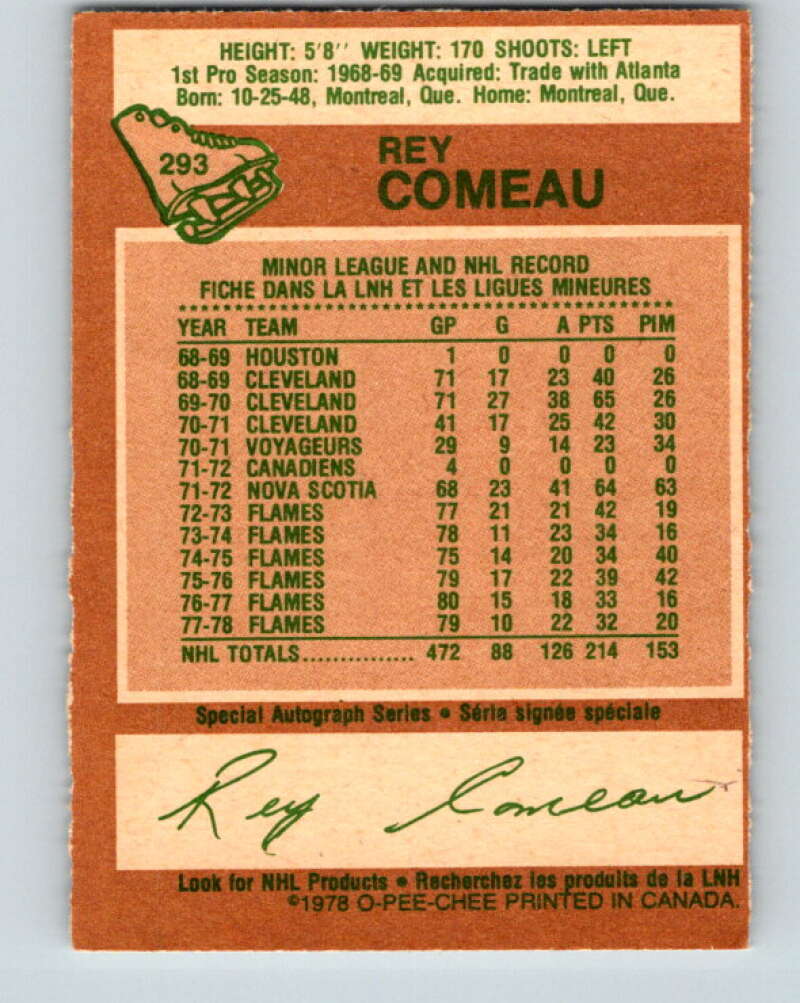 HEIGHT: 5'8'' WEIGHT: 170 SHOOTS: LEFT
1st Pro Season: 1968-69 Acquired: Trade with Atlanta
Born: 10-25-48, Montreal, Que. Home: Montreal, Que.
293
REY
COMEAU
MINOR LEAGUE AND NHL RECORD
FICHE DANS LA LNH ET LES LIGUES MINEURES
YEAR TEAM GP G A PTS PIM
68-69 HOUSTON 1 0 0 0 0
68-69 CLEVELAND 71 17 23 40 26
69-70 CLEVELAND 71 27 38 65 26
70-71 CLEVELAND 41 17 25 42 30
70-71 VOYAGEURS 29 9 14 23 34
71-72 CANADIENS 4 0 0 0 0
71-72 NOVA SCOTIA 68 23 41 64 63
72-73 FLAMES 77 21 21 42 19
73-74 FLAMES 78 11 23 34 16
74-75 FLAMES 75 14 20 34 40
75-76 FLAMES 79 17 22 39 42
76-77 FLAMES 80 15 18 33 16
77-78 FLAMES 79 10 22 32 20
NHL TOTALS............... 472 88 126 214 153
Special Autograph Series • Série signée spéciale
Rey Comeau
Look for NHL Products • Recherchez les produits de la LNH
©1978 O-PEE-CHEE PRINTED IN CANADA.